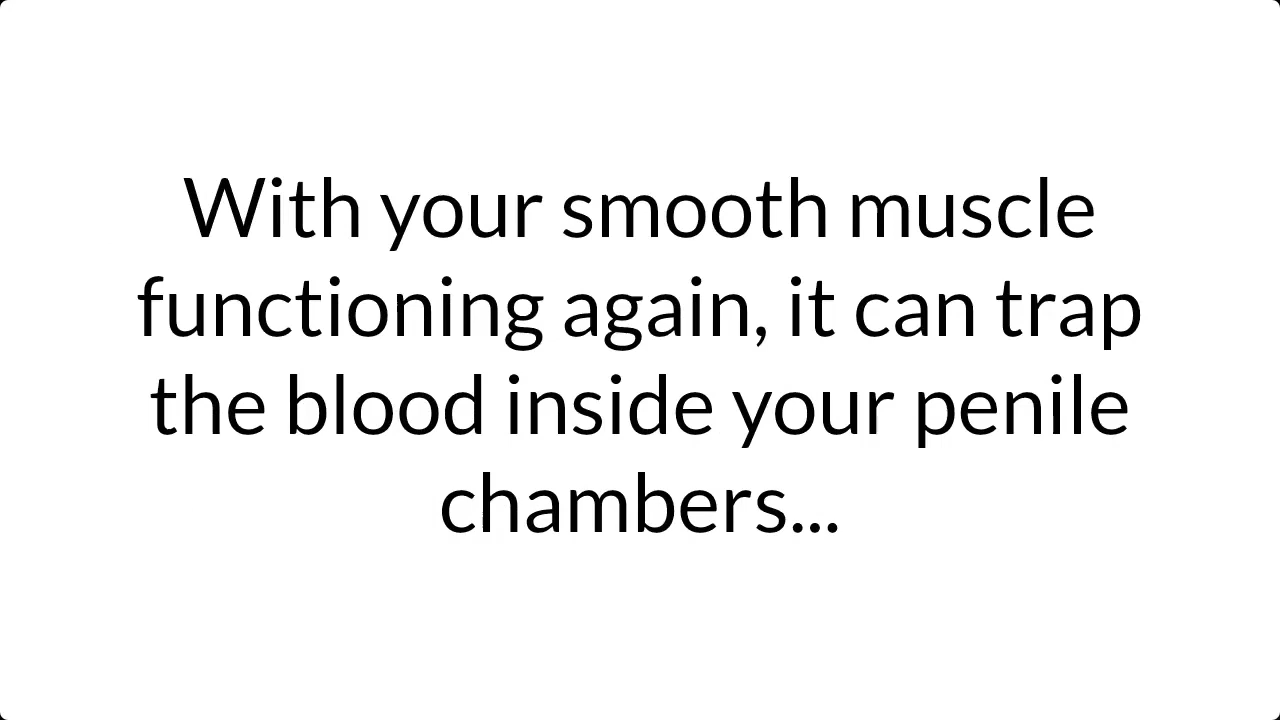 With your smooth muscle
functioning again, it can trap
the blood inside your penile
chambers...